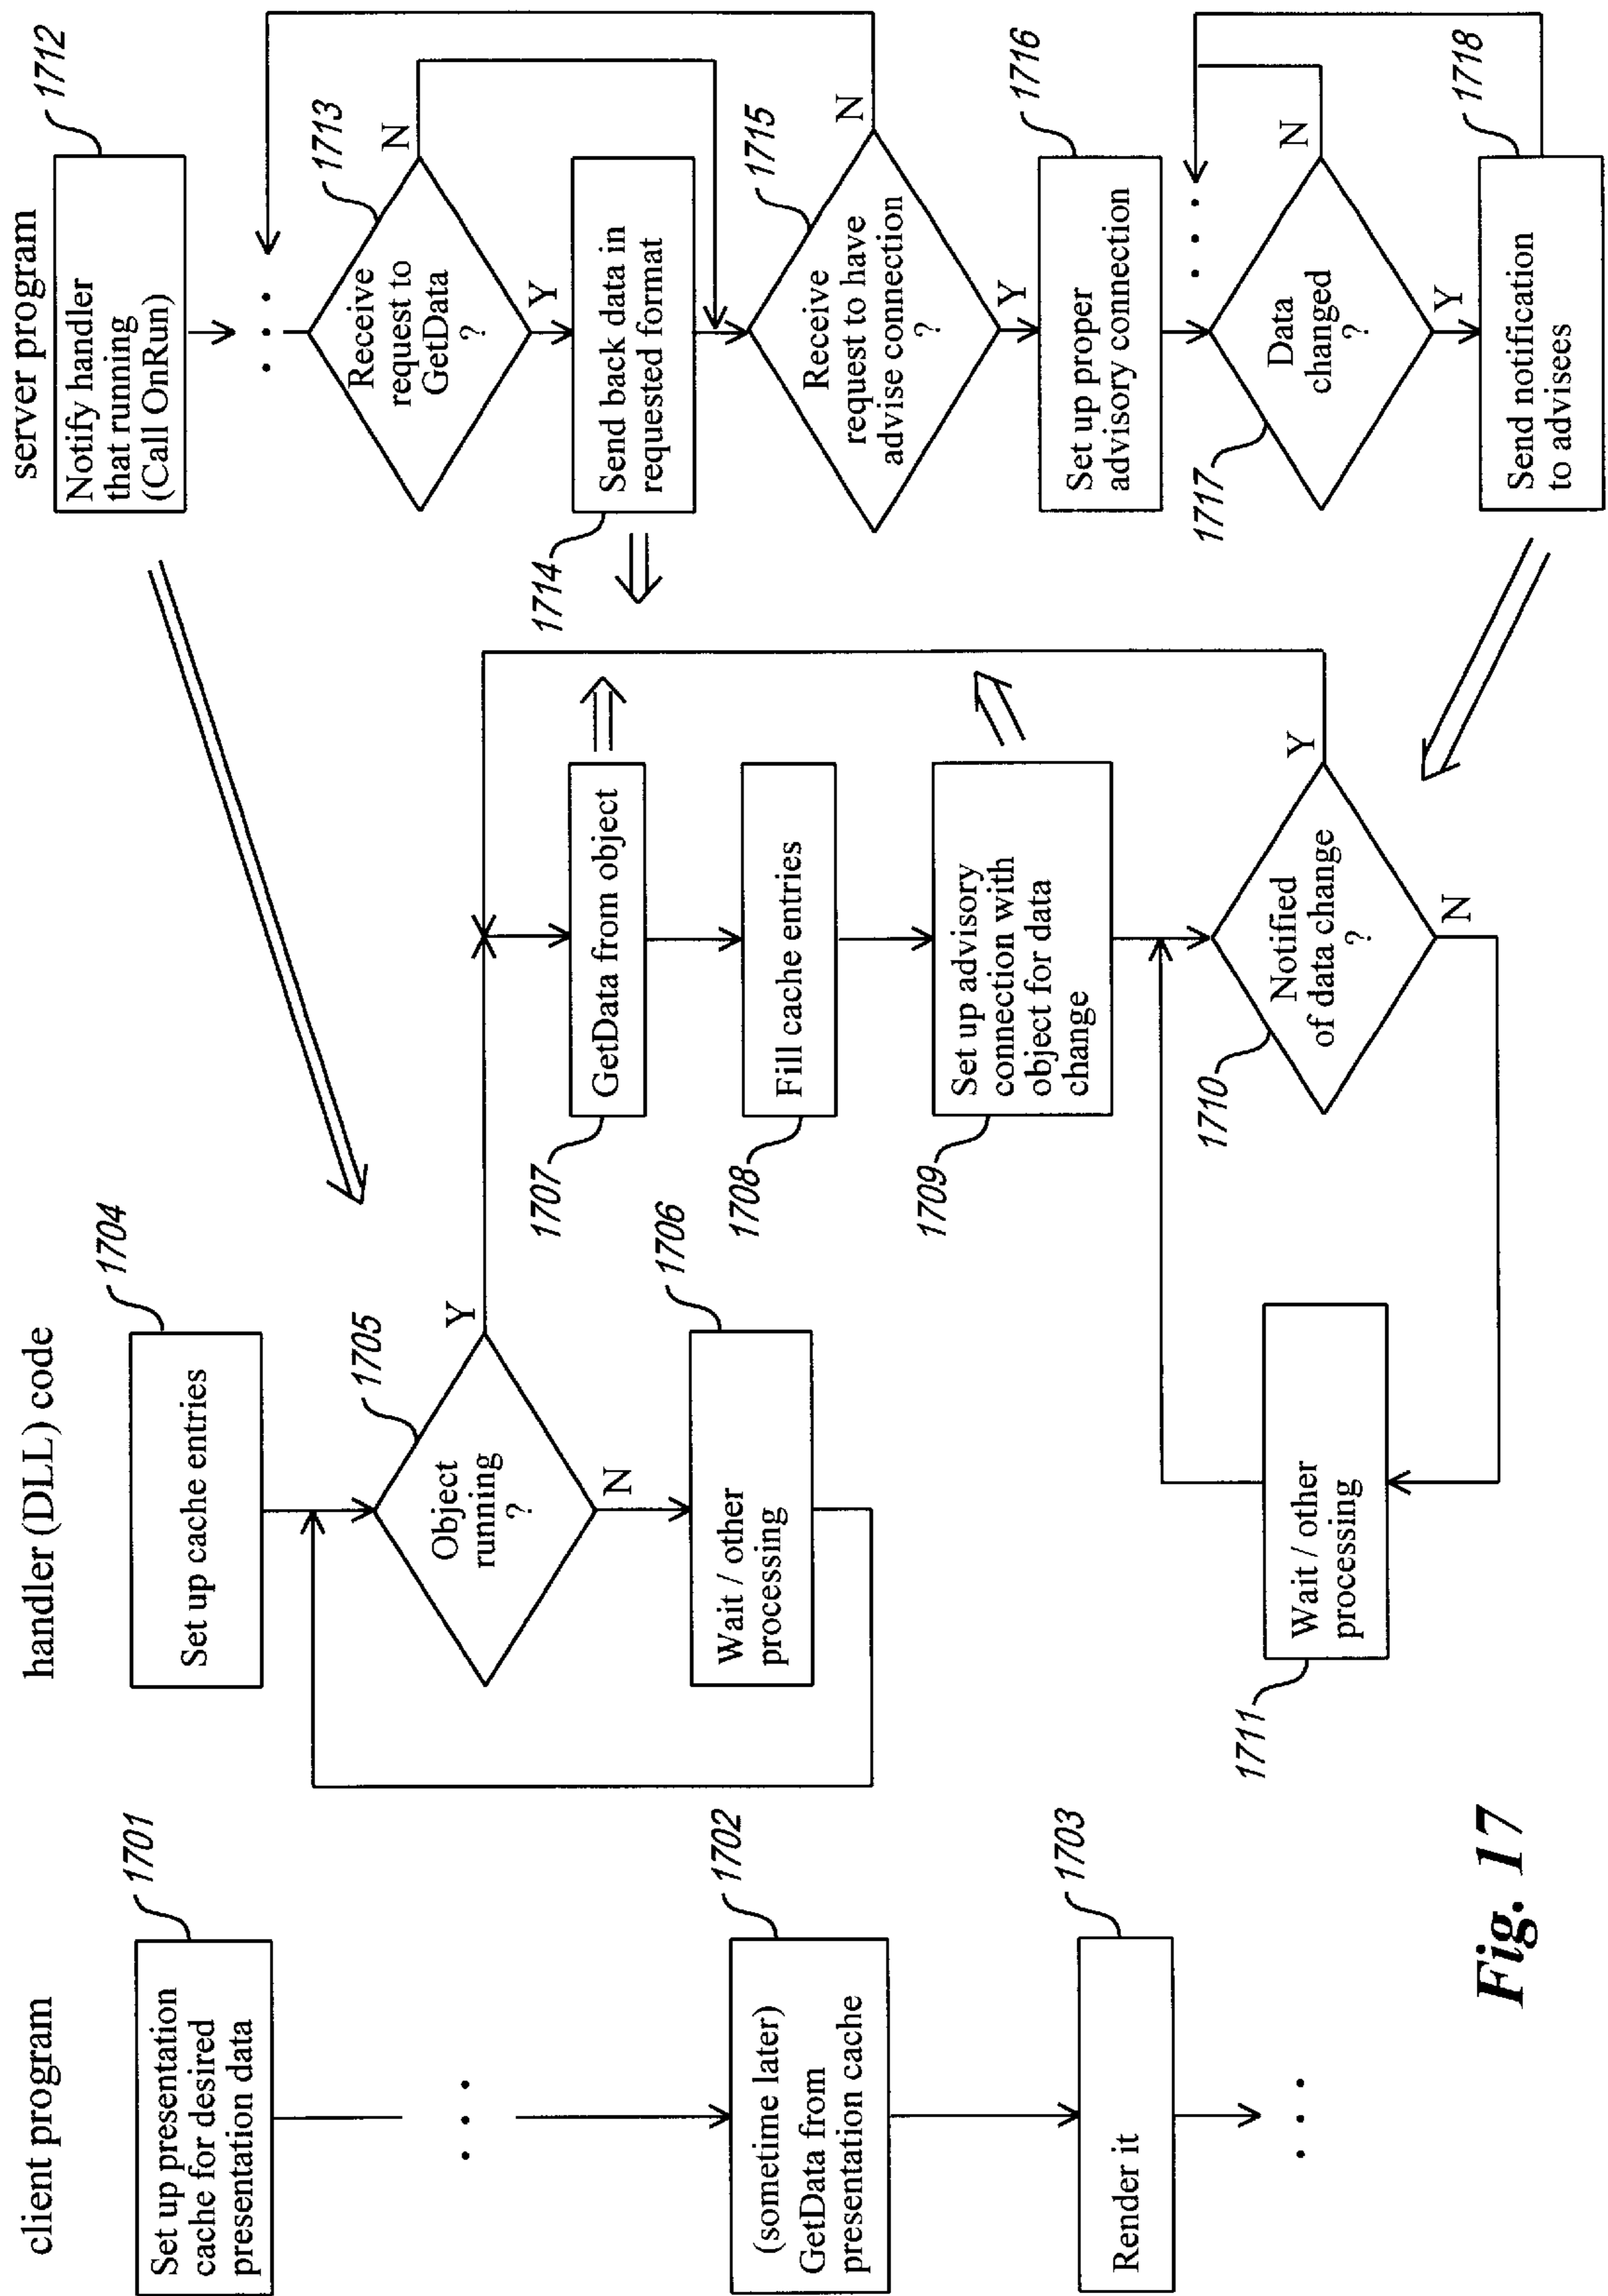 client program
Set up presentation
cache for desired
presentation data
1701
. . .
(sometime later)
GetData from
presentation cache
1702
Render it
1703
. . .
handler (DLL) code
Set up cache entries
1704
Object
running
?
1705
Y
N
Wait / other
processing
1706
GetData from object
1707
Fill cache entries
1708
Set up advisory
connection with
object for data
change
1709
Notified
of data change
?
1710
Y
N
Wait / other
processing
1711
server program
Notify handler
that running
(Call OnRun)
1712
. . .
Receive
request to
GetData
?
1713
N
Y
Send back data in
requested format
1714
Receive
request to have
advise connection
?
1715
N
Y
Set up proper
advisory connection
1716
. . .
Data
changed
?
1717
N
Y
Send notification
to advisees
1718
Fig. 17